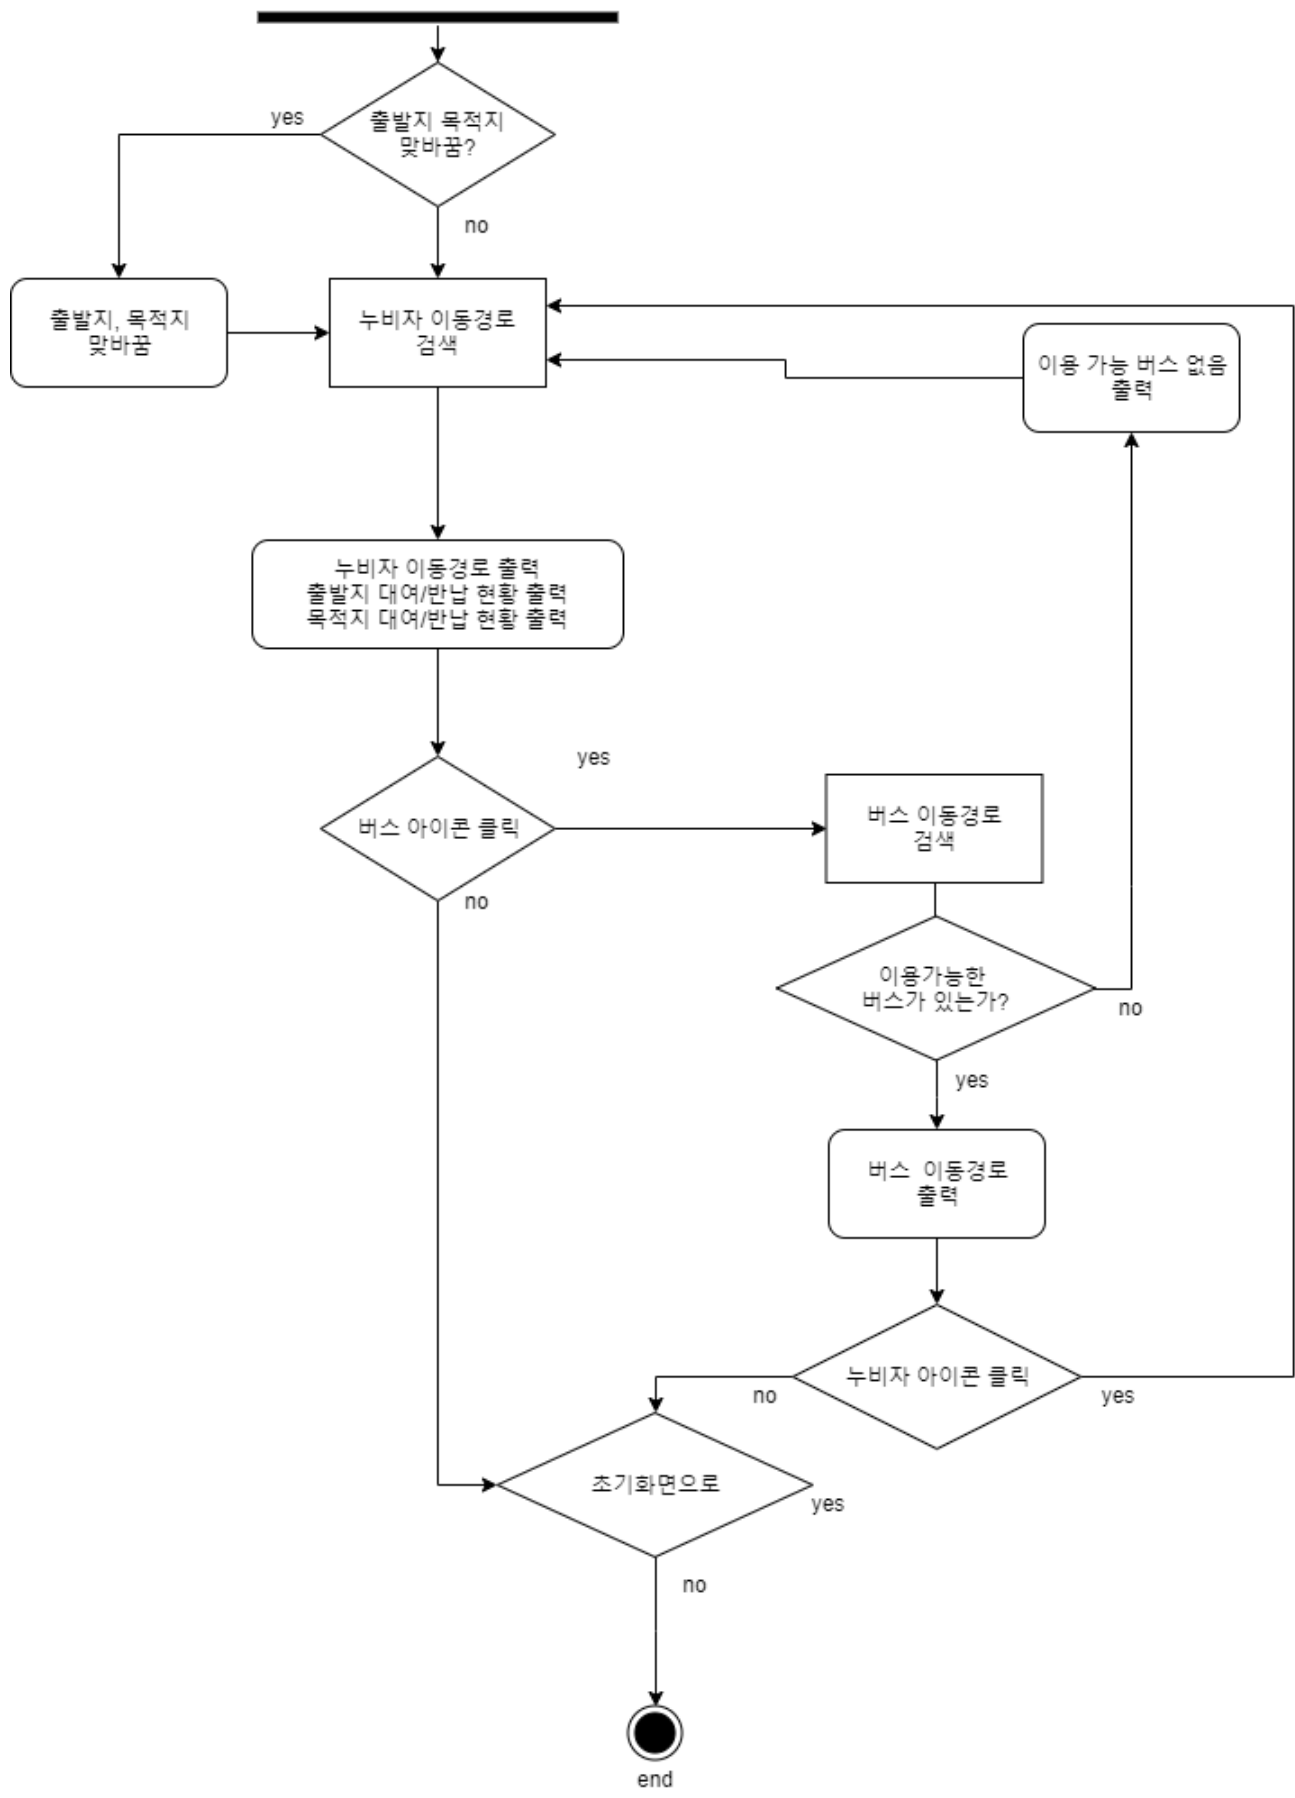 yes
출발지 목적지
맞바꿈?
no
출발지, 목적지
맞바꿈
누비자 이동경로
검색
이용 가능 버스 없음
출력
누비자 이동경로 출력
출발지 대여/반납 현황 출력
목적지 대여/반납 현황 출력
yes
버스 아이콘 클릭
no
버스 이동경로
검색
이용가능한
버스가 있는가?
no
yes
버스  이동경로
출력
누비자 아이콘 클릭
no
yes
초기화면으로
yes
no
end